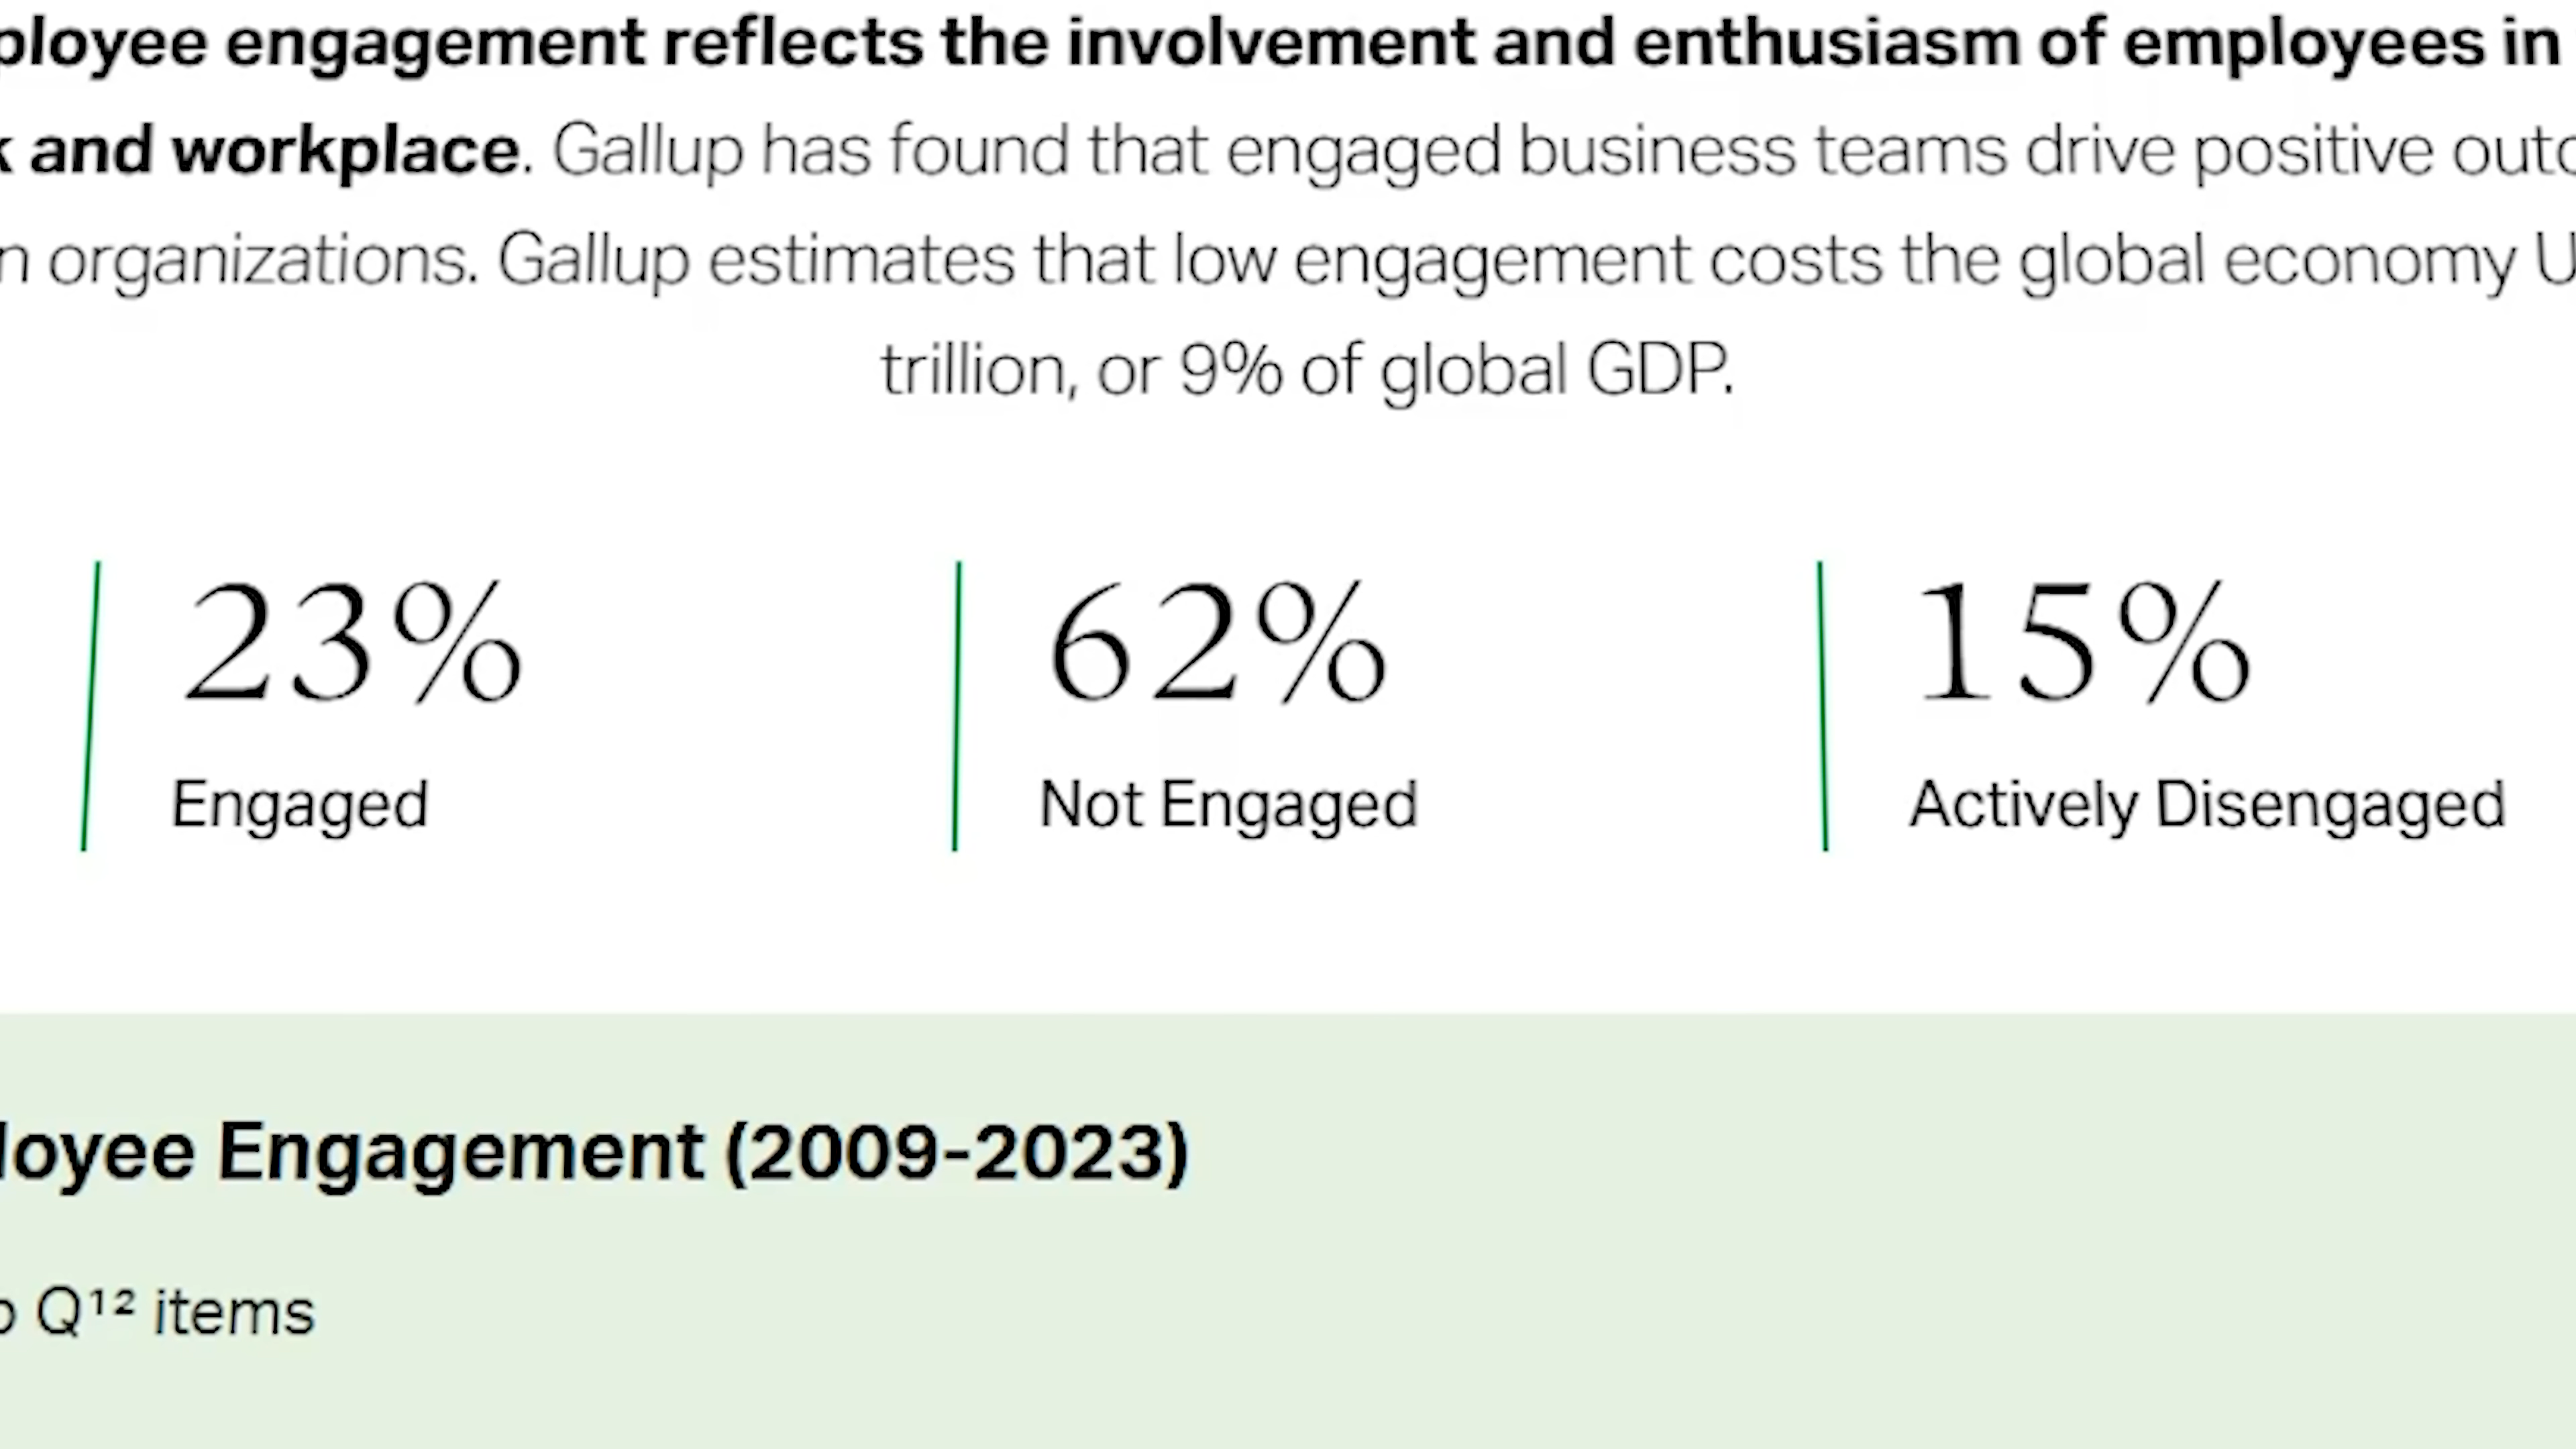 ployee engagement reflects the involvement and enthusiasm of employees in
and workplace. Gallup has found that engaged business teams drive positive outc
n organizations. Gallup estimates that low engagement costs the global economy U
trillion, or 9% of global GDP.
23%
62%
15%
Engaged
Not Engaged
Actively Disengaged
loyee Engagement (2009-2023)
Q¹² items